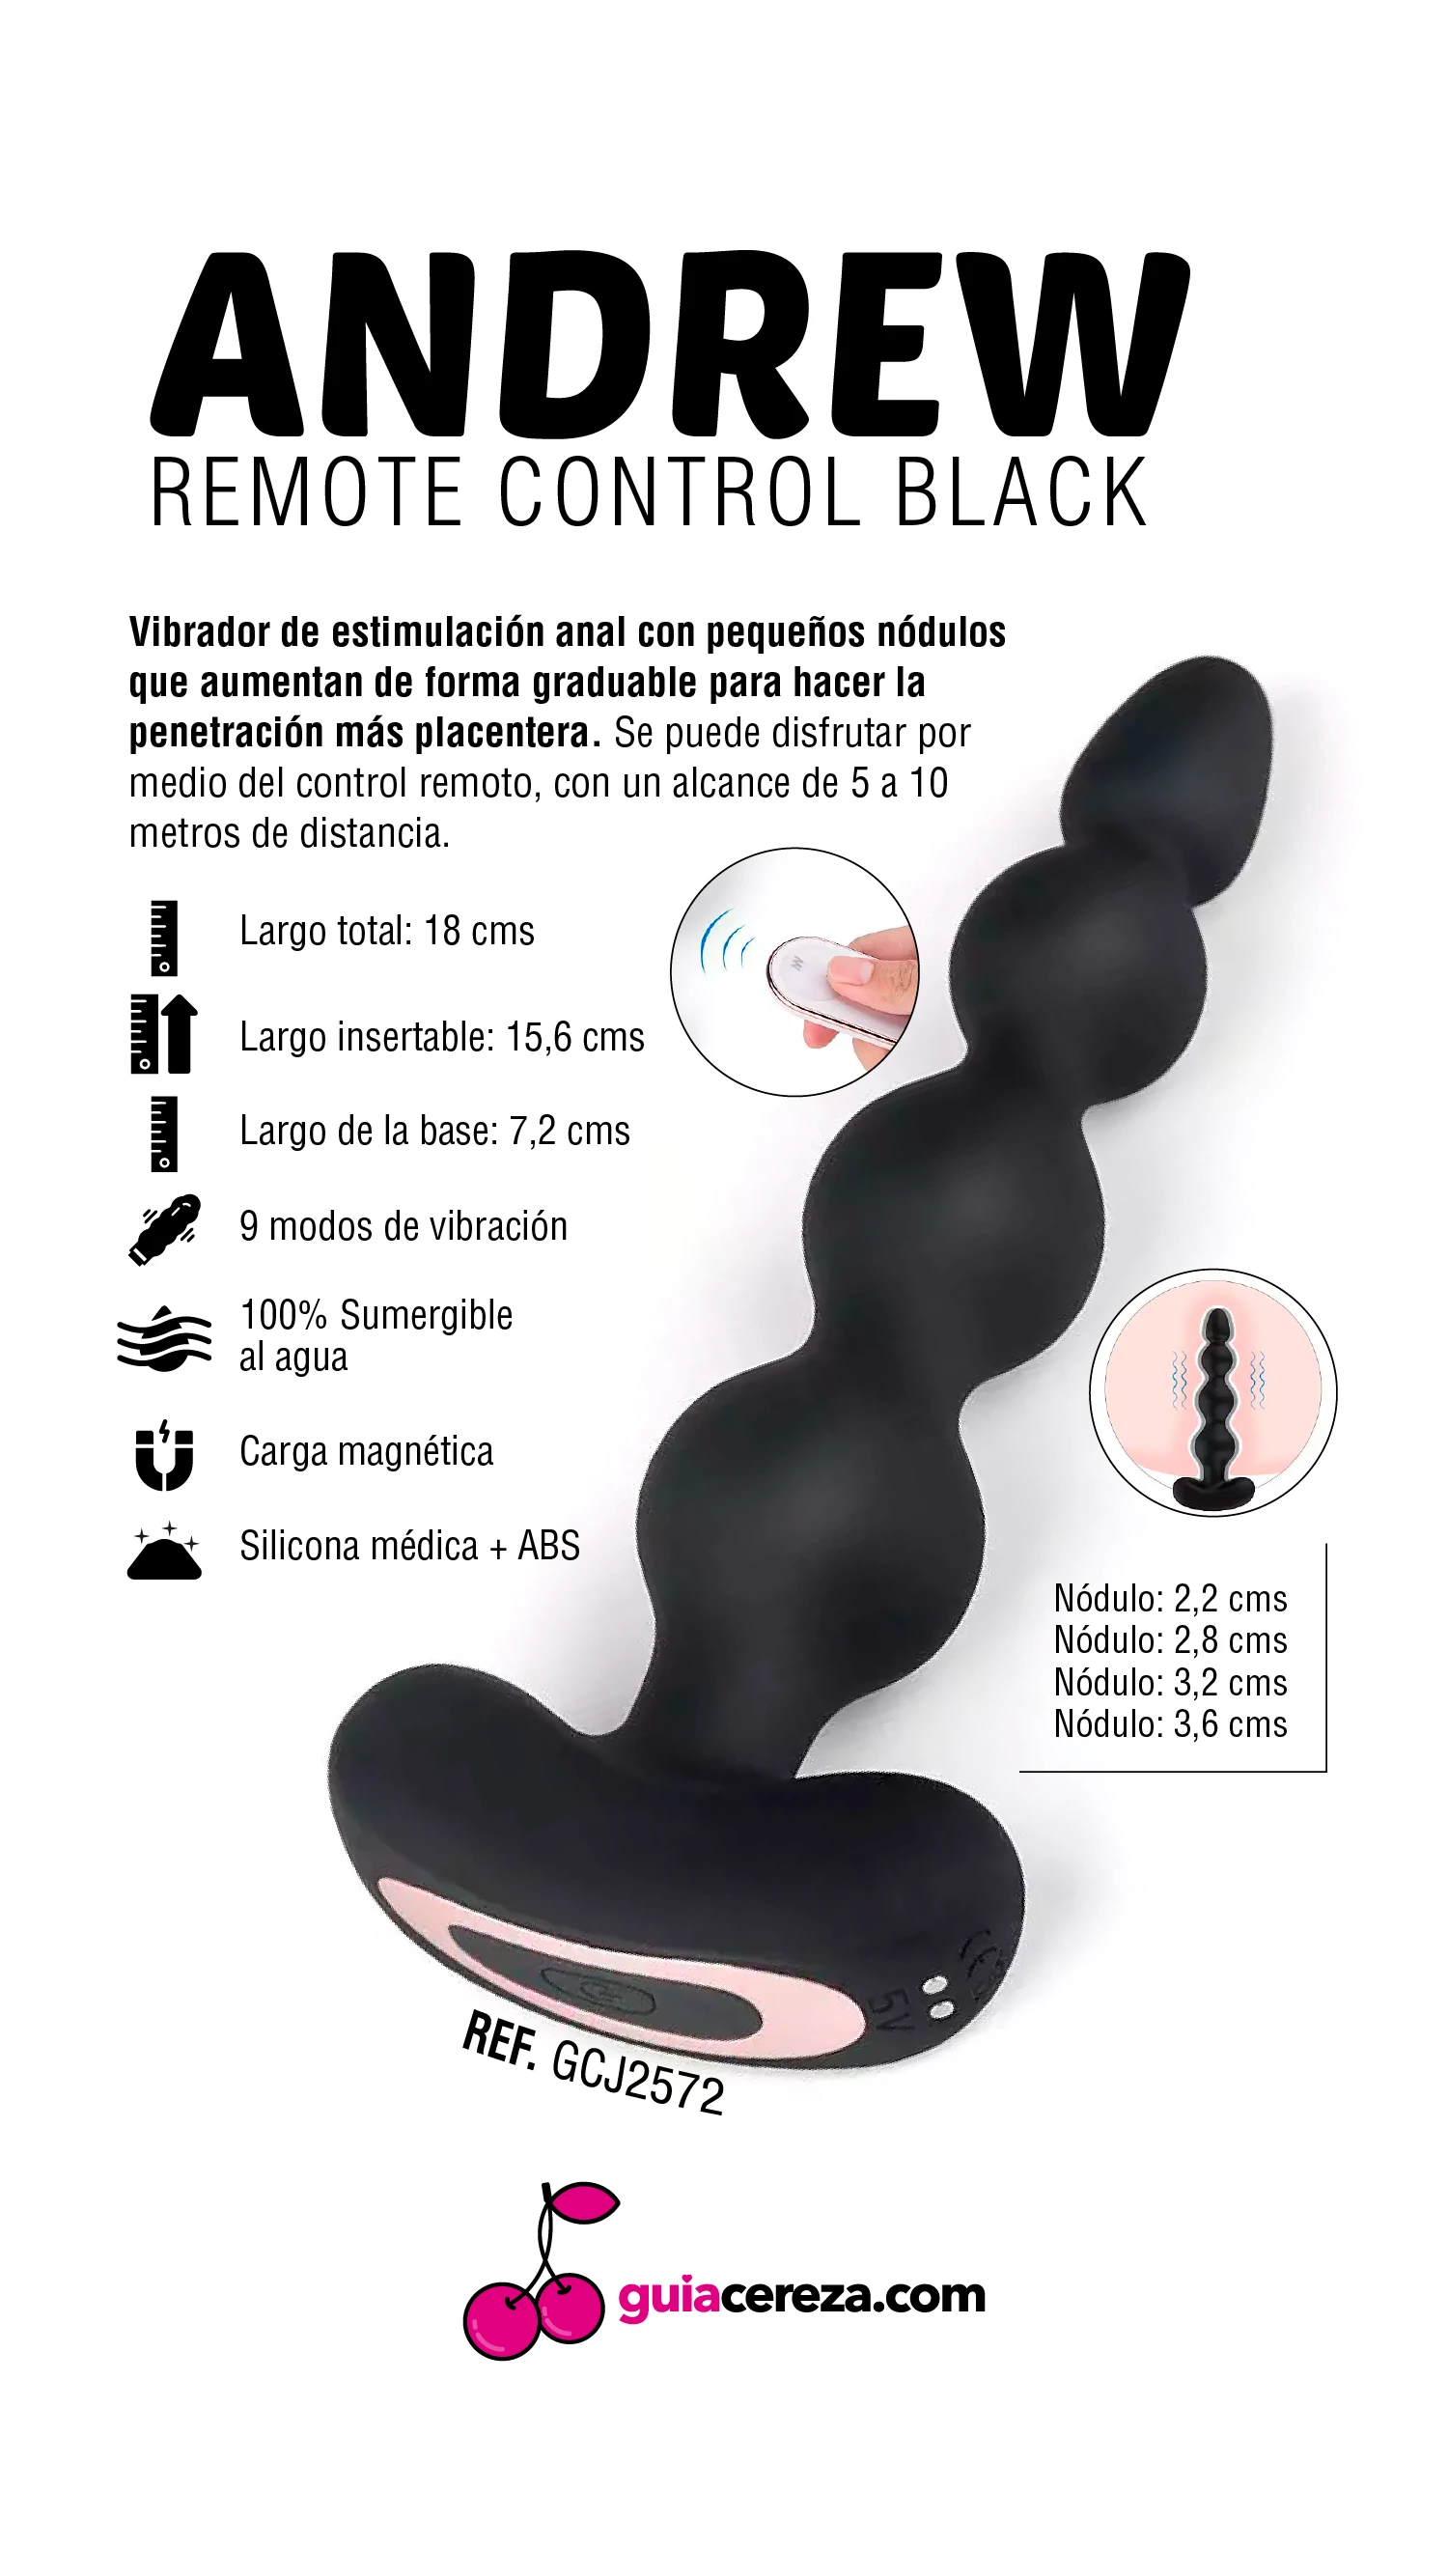 ANDREW
REMOTE CONTROL BLACK
Vibrador de estimulación anal con pequeños nódulos
que aumentan de forma graduable para hacer la
penetración más placentera. Se puede disfrutar por
medio del control remoto, con un alcance de 5 a 10
metros de distancia.
Largo total: 18 cms
Largo insertable: 15,6 cms
Largo de la base: 7,2 cms
9 modos de vibración
100% Sumergible
al agua
Carga magnética
Silicona médica + ABS
Nódulo: 2,2 cms
Nódulo: 2,8 cms
Nódulo: 3,2 cms
Nódulo: 3,6 cms
5V
CE
REF. GCJ2572
guiacereza.com